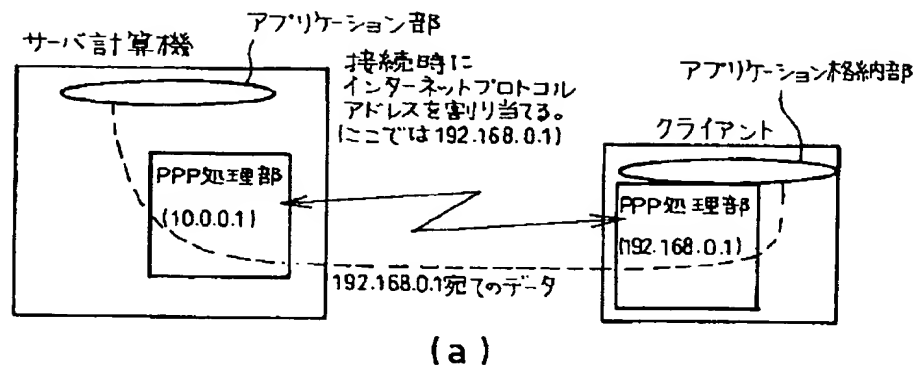 アプリケーション部
サーバ計算機
接続時に
インターネットプロトコル
アドレスを割り当てる。
(ここでは192.168.0.1)
アプリケーション格納部
クライアント
PPP処理部
(10.0.0.1)
PPP処理部
(192.168.0.1)
192.168.0.1宛てのデータ
(a)